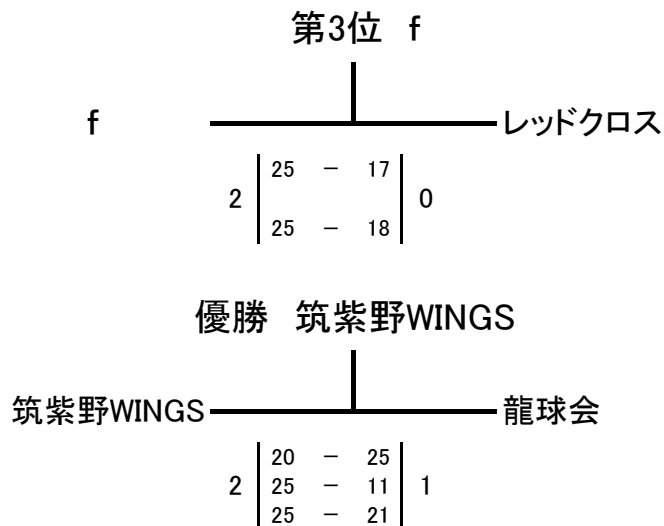 第3位 f
f レッドクロス
25 － 17
2 0
25 － 18
優勝 筑紫野WINGS
筑紫野WINGS 龍球会
20 － 25
2 25 － 11 1
25 － 21